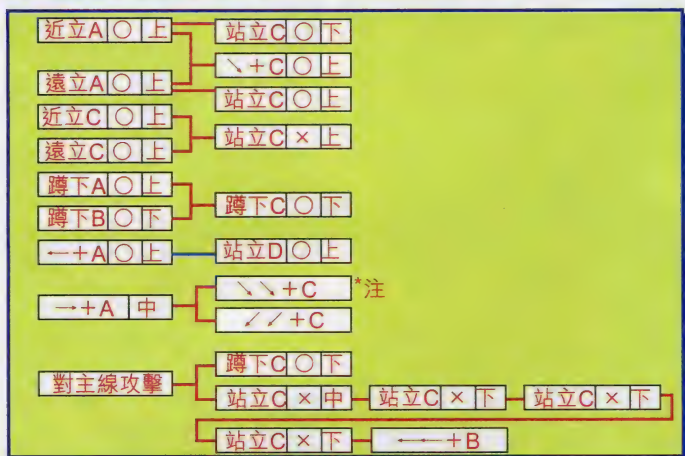 近立A ○ 上 站立C ○ 下
↘+C ○ 上
遠立A ○ 上 站立C ○ 上
近立C ○ 上
站立C × 上
遠立C ○ 上
蹲下A ○ 上
蹲下C ○ 下
蹲下B ○ 下
←+A ○ 上 站立D ○ 上
↘↘+C *注
→+A 中
↙↙+C
蹲下C ○ 下
對主線攻擊
站立C × 中 站立C × 下 站立C × 下
站立C × 下 ←←+B